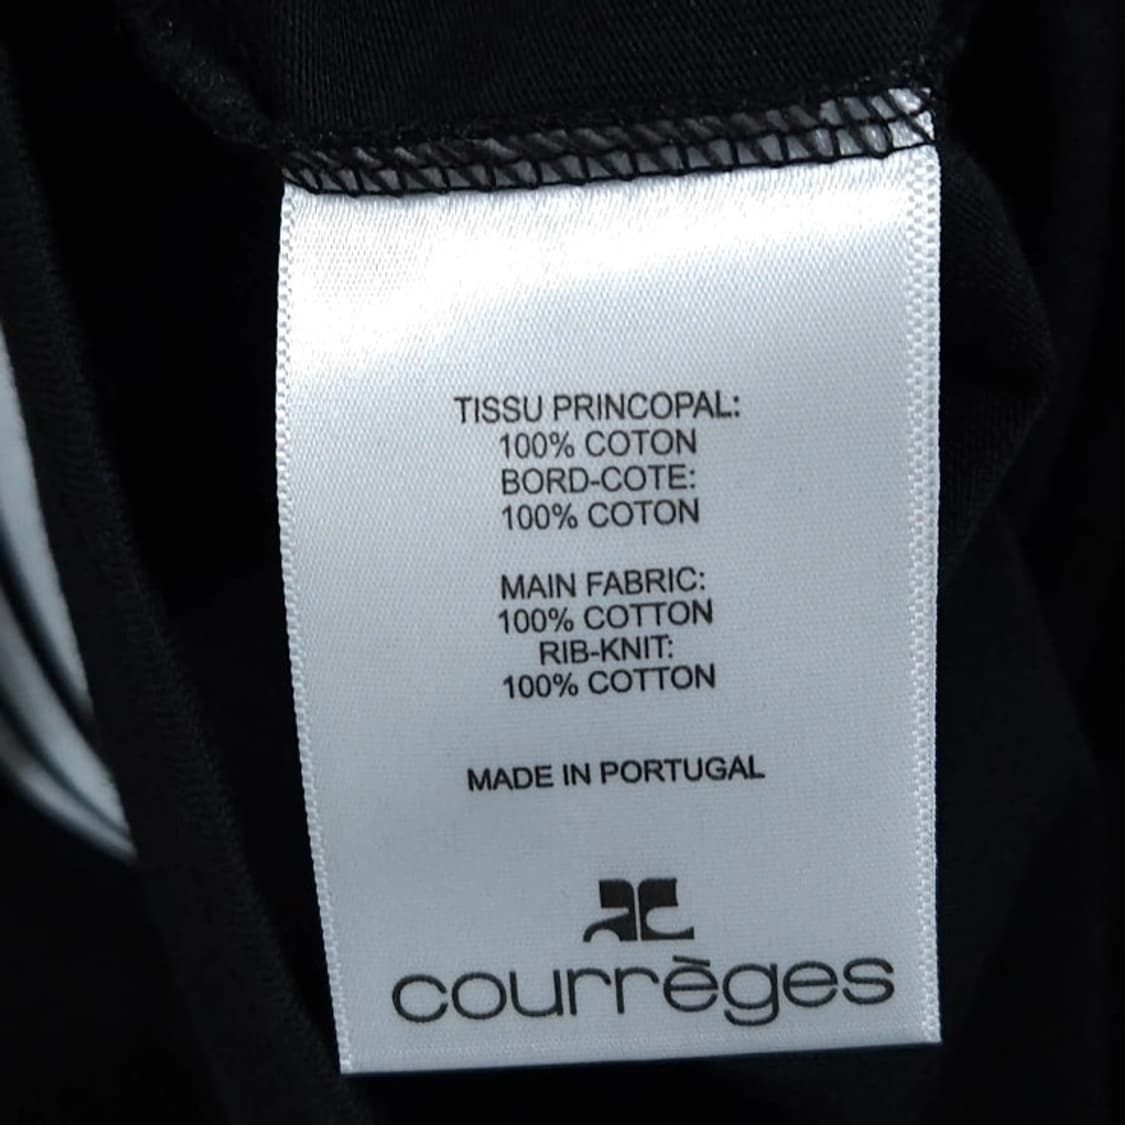 TISSU PRINCOPAL:
100% COTON
BORD-COTE:
100% COTON
MAIN FABRIC:
100% COTTON
RIB-KNIT:
100% COTTON
MADE IN PORTUGAL
courrèges